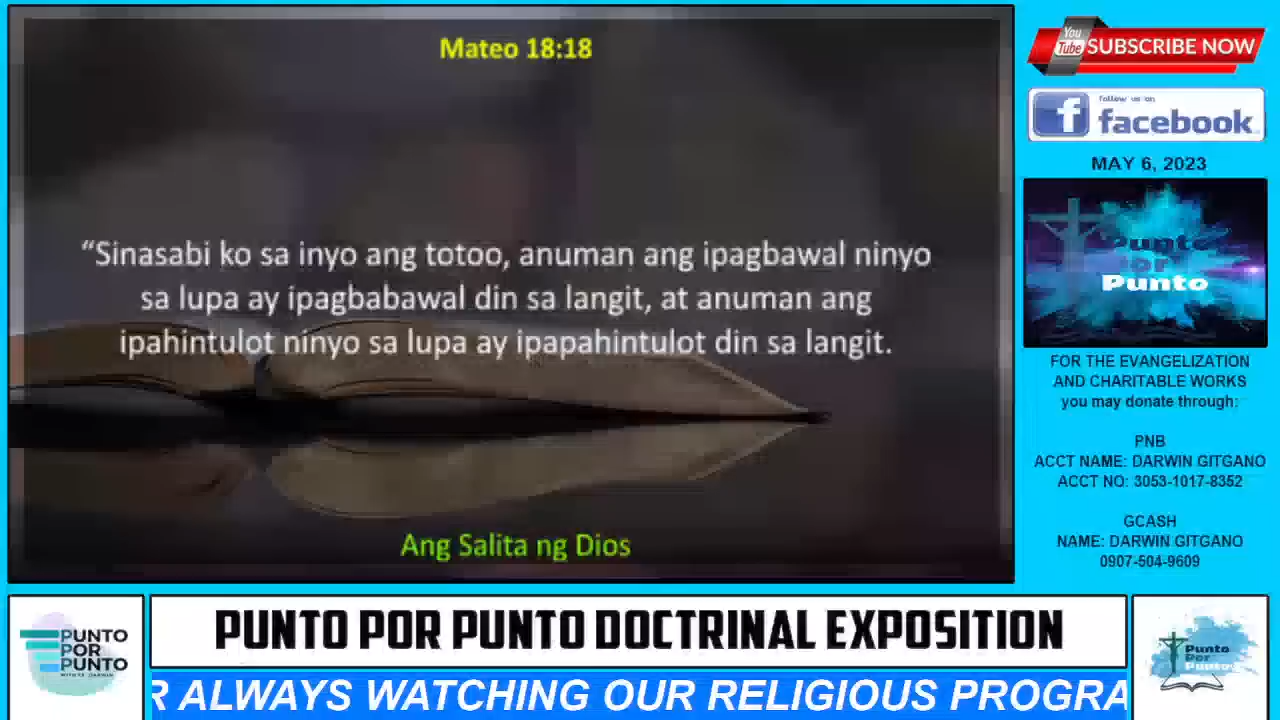 Mateo 18:18
“Sinasabi ko sa inyo ang totoo, anuman ang ipagbawal ninyo
sa lupa ay ipagbabawal din sa langit, at anuman ang
ipahintulot ninyo sa lupa ay ipapahintulot din sa langit.
Ang Salita ng Dios
You
Tube
SUBSCRIBE NOW
follow us on
facebook
MAY 6, 2023
Punto
Por
Punto
FOR THE EVANGELIZATION
AND CHARITABLE WORKS
you may donate through:
PNB
ACCT NAME: DARWIN GITGANO
ACCT NO: 3053-1017-8352
GCASH
NAME: DARWIN GITGANO
0907-504-9609
PUNTO
POR
PUNTO
PUNTO POR PUNTO DOCTRINAL EXPOSITION
Punto
Por
Punto
R ALWAYS WATCHING OUR RELIGIOUS PROGRA